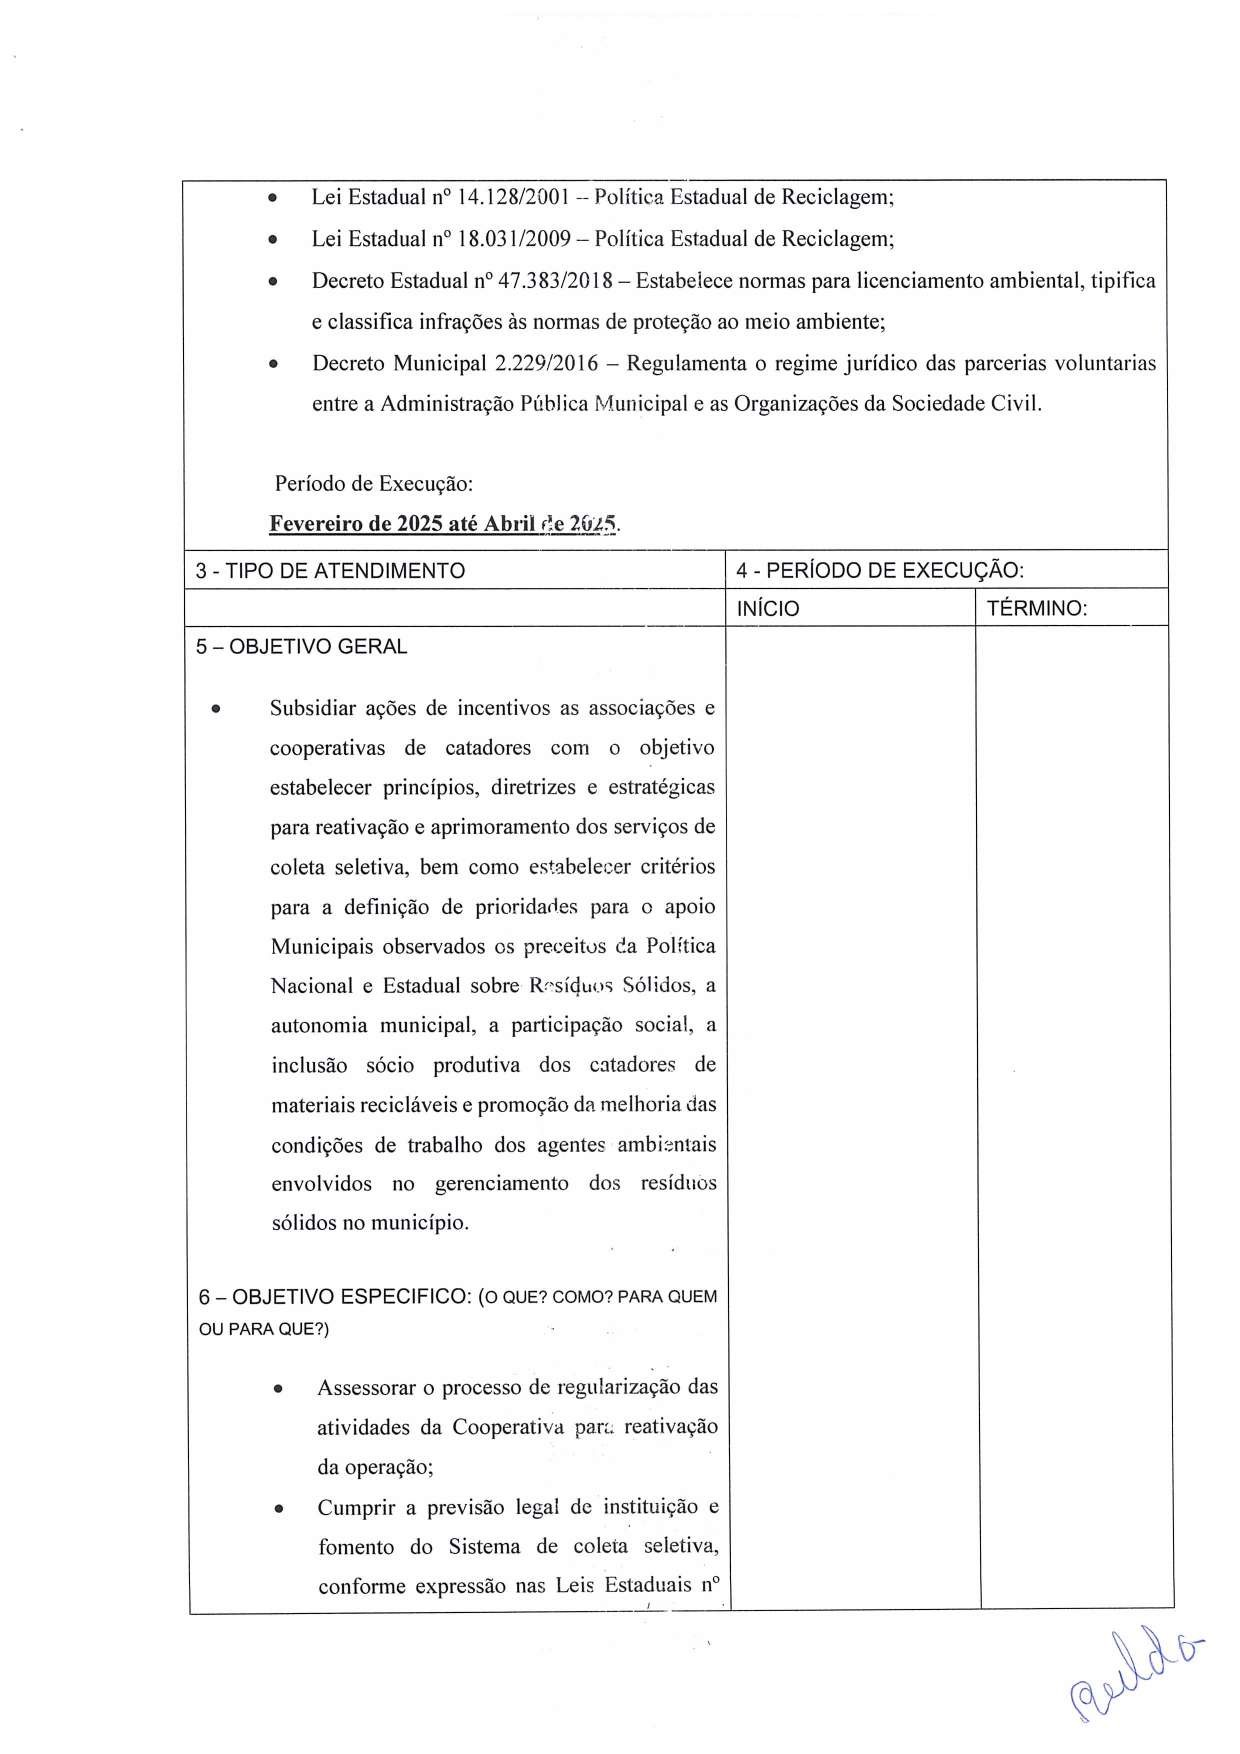 • Lei Estadual nº 14.128/2001 – Política Estadual de Reciclagem;
• Lei Estadual nº 18.031/2009 – Política Estadual de Reciclagem;
• Decreto Estadual nº 47.383/2018 – Estabelece normas para licenciamento ambiental, tipifica
e classifica infrações às normas de proteção ao meio ambiente;
• Decreto Municipal 2.229/2016 – Regulamenta o regime jurídico das parcerias voluntarias
entre a Administração Pública Municipal e as Organizações da Sociedade Civil.
Período de Execução:
Fevereiro de 2025 até Abril de 2025.
3 - TIPO DE ATENDIMENTO
4 - PERÍODO DE EXECUÇÃO:
INÍCIO
TÉRMINO:
5 – OBJETIVO GERAL
• Subsidiar ações de incentivos as associações e
cooperativas de catadores com o objetivo
estabelecer princípios, diretrizes e estratégicas
para reativação e aprimoramento dos serviços de
coleta seletiva, bem como estabelecer critérios
para a definição de prioridades para o apoio
Municipais observados os preceitos da Política
Nacional e Estadual sobre Resíduos Sólidos, a
autonomia municipal, a participação social, a
inclusão sócio produtiva dos catadores de
materiais recicláveis e promoção da melhoria das
condições de trabalho dos agentes ambientais
envolvidos no gerenciamento dos resíduos
sólidos no município.
6 – OBJETIVO ESPECIFICO: (O QUE? COMO? PARA QUEM
OU PARA QUE?)
• Assessorar o processo de regularização das
atividades da Cooperativa para reativação
da operação;
• Cumprir a previsão legal de instituição e
fomento do Sistema de coleta seletiva,
conforme expressão nas Leis Estaduais nº